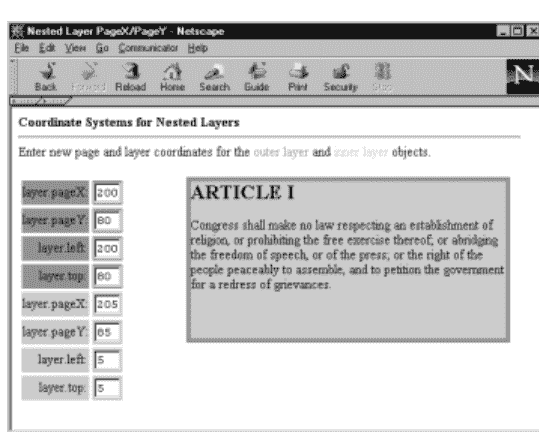 Nested Layer PageX/PageY - Netscape
File Edit View Go Communicator Help
Back Forward Reload Home Search Guide Print Security Stop
N
Coordinate Systems for Nested Layers
Enter new page and layer coordinates for the outer layer and inner layer objects.
layer.pageX: 200
layer.pageY: 80
layer.left: 200
layer.top: 80
layer.pageX: 205
layer.pageY: 85
layer.left: 5
layer.top: 5
ARTICLE I
Congress shall make no law respecting an establishment of
religion, or prohibiting the free exercise thereof; or abridging
the freedom of speech, or of the press; or the right of the
people peaceably to assemble, and to petition the government
for a redress of grievances.